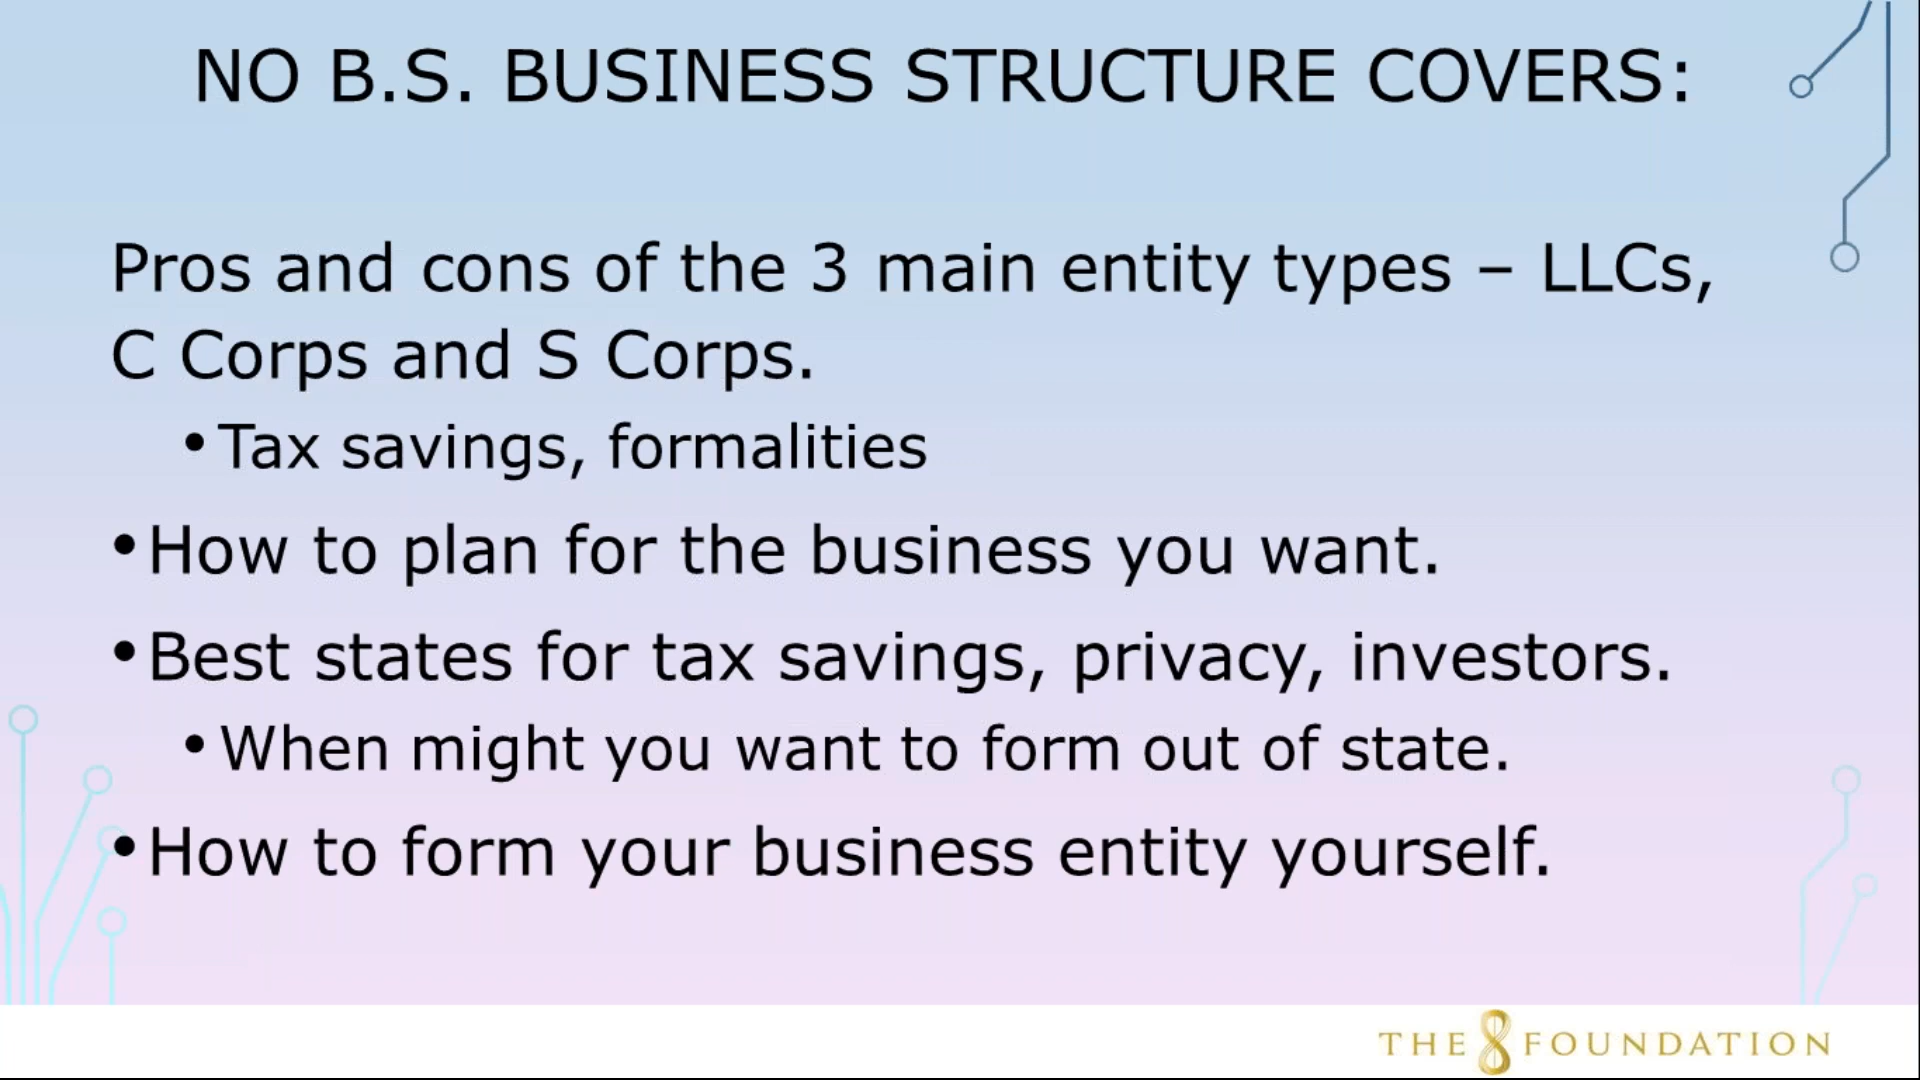 NO B.S. BUSINESS STRUCTURE COVERS:
Pros and cons of the 3 main entity types – LLCs,
C Corps and S Corps.
• Tax savings, formalities
• How to plan for the business you want.
• Best states for tax savings, privacy, investors.
• When might you want to form out of state.
• How to form your business entity yourself.
THE 8 FOUNDATION